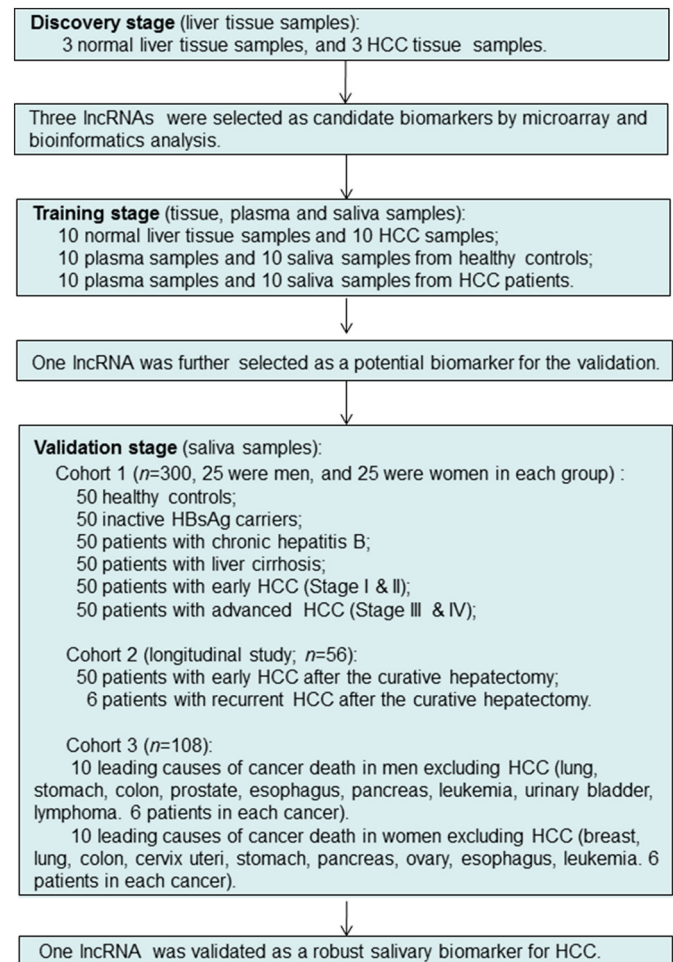 Discovery stage (liver tissue samples):
3 normal liver tissue samples, and 3 HCC tissue samples.
Three lncRNAs were selected as candidate biomarkers by microarray and
bioinformatics analysis.
Training stage (tissue, plasma and saliva samples):
10 normal liver tissue samples and 10 HCC samples;
10 plasma samples and 10 saliva samples from healthy controls;
10 plasma samples and 10 saliva samples from HCC patients.
One lncRNA was further selected as a potential biomarker for the validation.
Validation stage (saliva samples):
Cohort 1 (n=300, 25 were men, and 25 were women in each group) :
50 healthy controls;
50 inactive HBsAg carriers;
50 patients with chronic hepatitis B;
50 patients with liver cirrhosis;
50 patients with early HCC (Stage I & II);
50 patients with advanced HCC (Stage III & IV);
Cohort 2 (longitudinal study; n=56):
50 patients with early HCC after the curative hepatectomy;
6 patients with recurrent HCC after the curative hepatectomy.
Cohort 3 (n=108):
10 leading causes of cancer death in men excluding HCC (lung,
stomach, colon, prostate, esophagus, pancreas, leukemia, urinary bladder,
lymphoma. 6 patients in each cancer).
10 leading causes of cancer death in women excluding HCC (breast,
lung, colon, cervix uteri, stomach, pancreas, ovary, esophagus, leukemia. 6
patients in each cancer).
One lncRNA was validated as a robust salivary biomarker for HCC.